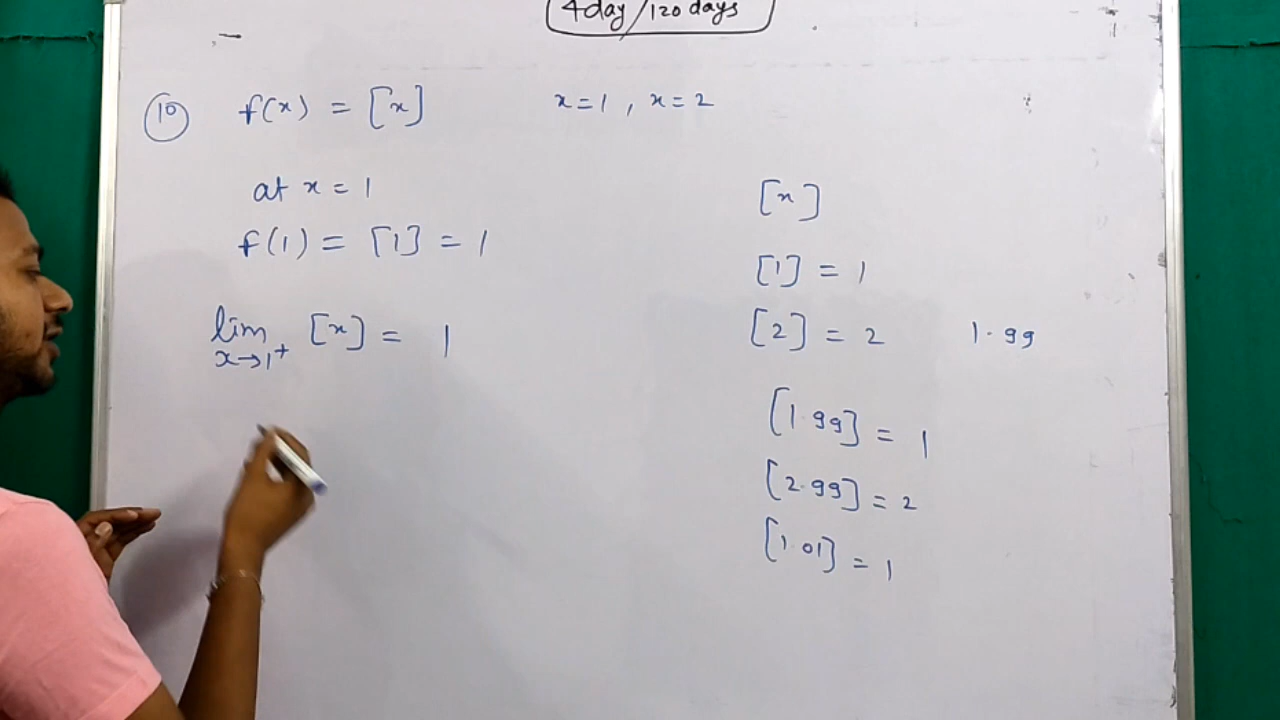 4day/120 days
10 f(x) = [x] x=1, x=2
at x = 1
f(1) = [1] = 1
lim x→1⁺ [x] = 1
[x]
[1] = 1
[2] = 2 1.99
[1.99] = 1
[2.99] = 2
[1.01] = 1